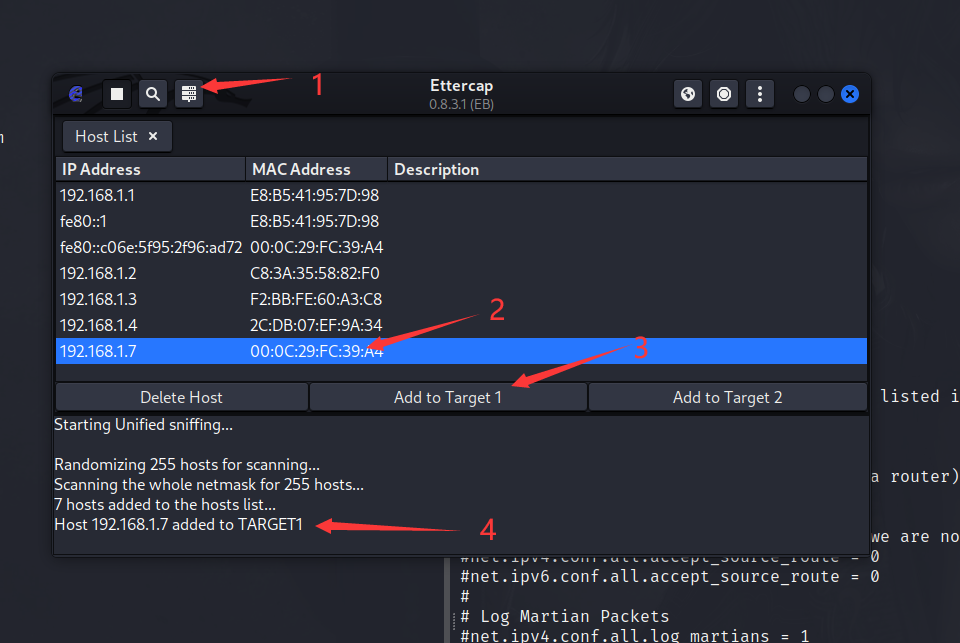 1
Ettercap
0.8.3.1 (EB)
Host List ×
IP Address MAC Address Description
192.168.1.1 E8:B5:41:95:7D:98
fe80::1 E8:B5:41:95:7D:98
fe80::c06e:5f95:2f96:ad72 00:0C:29:FC:39:A4
192.168.1.2 C8:3A:35:58:82:F0
192.168.1.3 F2:BB:FE:60:A3:C8
2
192.168.1.4 2C:DB:07:EF:9A:34
192.168.1.7 00:0C:29:FC:39:A4
3
Delete Host Add to Target 1 Add to Target 2
listed i
Starting Unified sniffing...
Randomizing 255 hosts for scanning...
a router)
Scanning the whole netmask for 255 hosts...
7 hosts added to the hosts list...
Host 192.168.1.7 added to TARGET1
4
we are no
#net.ipv4.conf.all.accept_source_route = 0
#net.ipv6.conf.all.accept_source_route = 0
#
# Log Martian Packets
#net.ipv4.conf.all.log_martians = 1